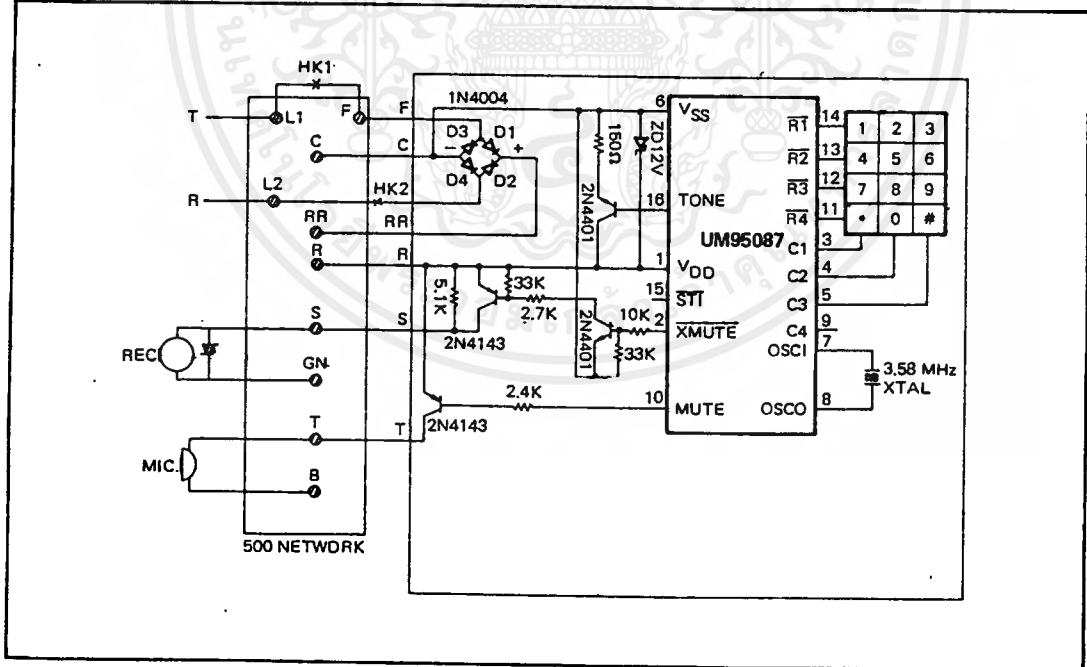 HK1
T
L1
F
F
1N4004
C
C
D3
D1
−
+
D4
D2
R
L2
HK2
RR
RR
R
R
150Ω
ZD12V
2N4401
5.1K
33K
2.7K
2N4143
2N4401
10K
33K
REC
S
S
GN
2.4K
2N4143
T
T
MIC.
B
500 NETWDRK
6
VSS
16
TONE
UM95087
1
VDD
15
STI
2
XMUTE
10
MUTE
14
R1
13
R2
12
R3
11
R4
3
C1
4
C2
5
C3
9
C4
7
OSCI
8
OSCO
1 2 3
4 5 6
7 8 9
* 0 #
3.58 MHz
XTAL